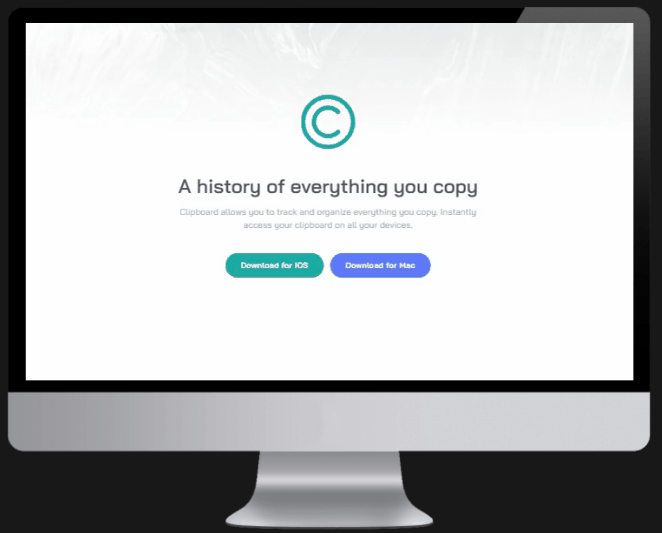 A history of everything you copy
Clipboard allows you to track and organize everything you copy. Instantly
access your clipboard on all your devices.
Download for iOS
Download for Mac